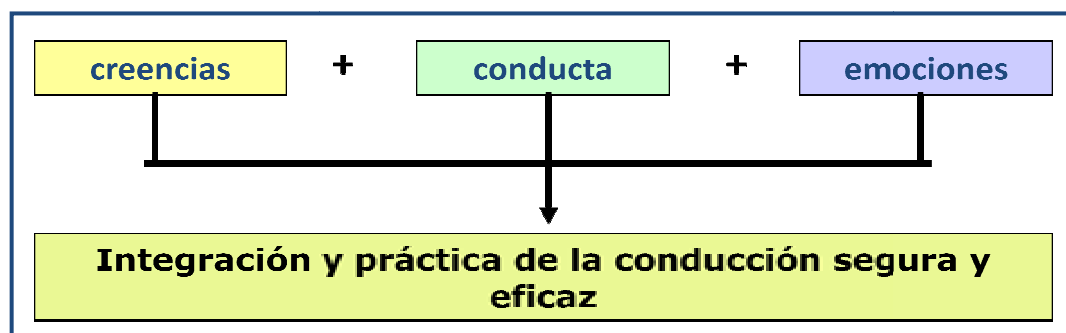 creencias + conducta + emociones
Integración y práctica de la conducción segura y
eficaz